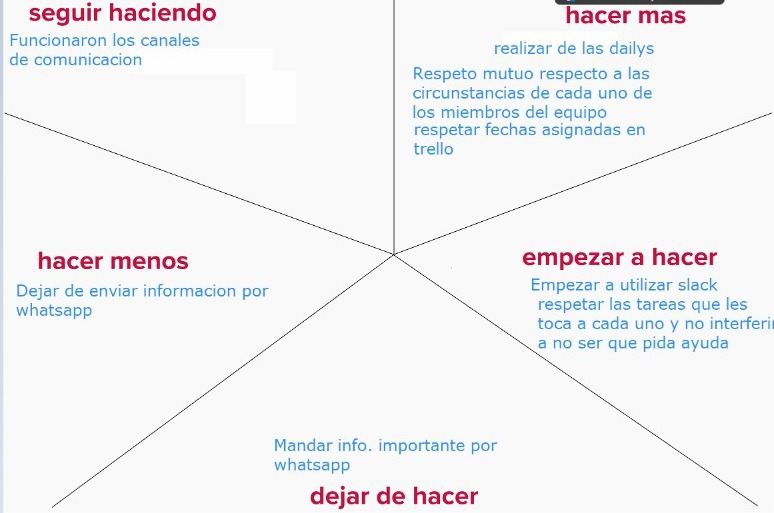 seguir haciendo
Funcionaron los canales
de comunicacion
hacer mas
realizar de las dailys
Respeto mutuo respecto a las
circunstancias de cada uno de
los miembros del equipo
respetar fechas asignadas en
trello
hacer menos
Dejar de enviar informacion por
whatsapp
empezar a hacer
Empezar a utilizar slack
respetar las tareas que les
toca a cada uno y no interferir
a no ser que pida ayuda
Mandar info. importante por
whatsapp
dejar de hacer